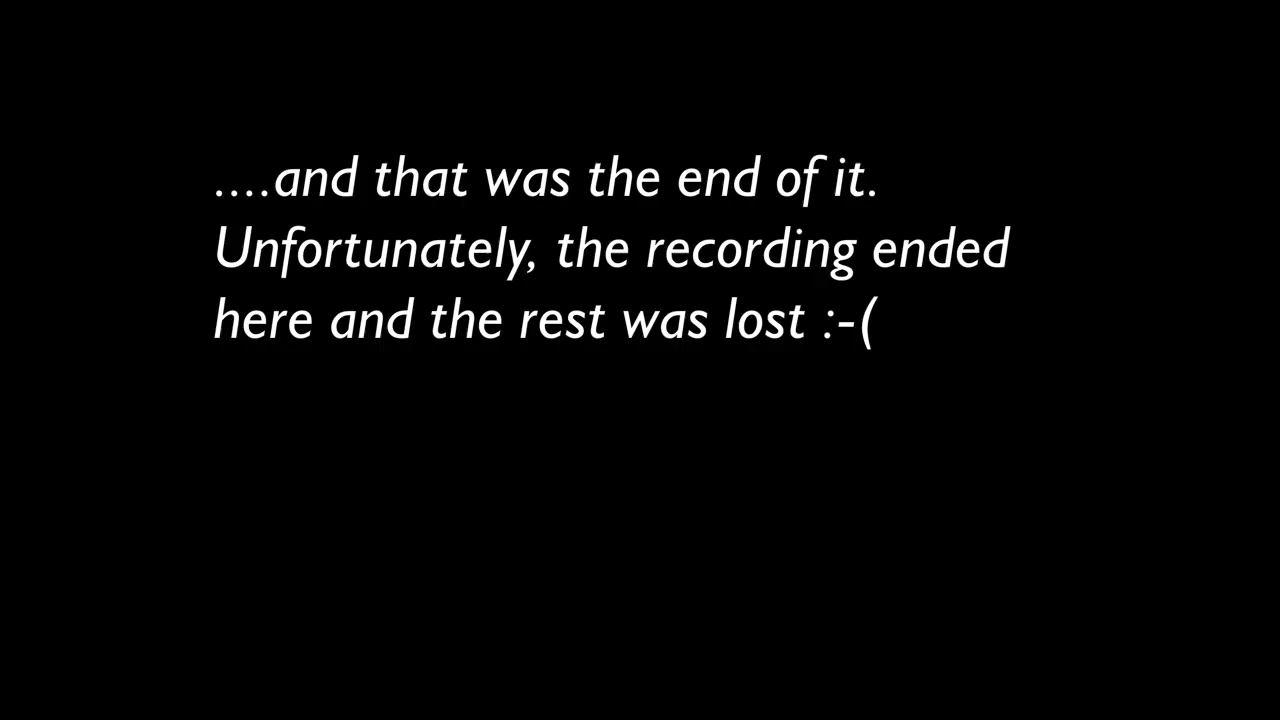 ....and that was the end of it.
Unfortunately, the recording ended
here and the rest was lost :-(